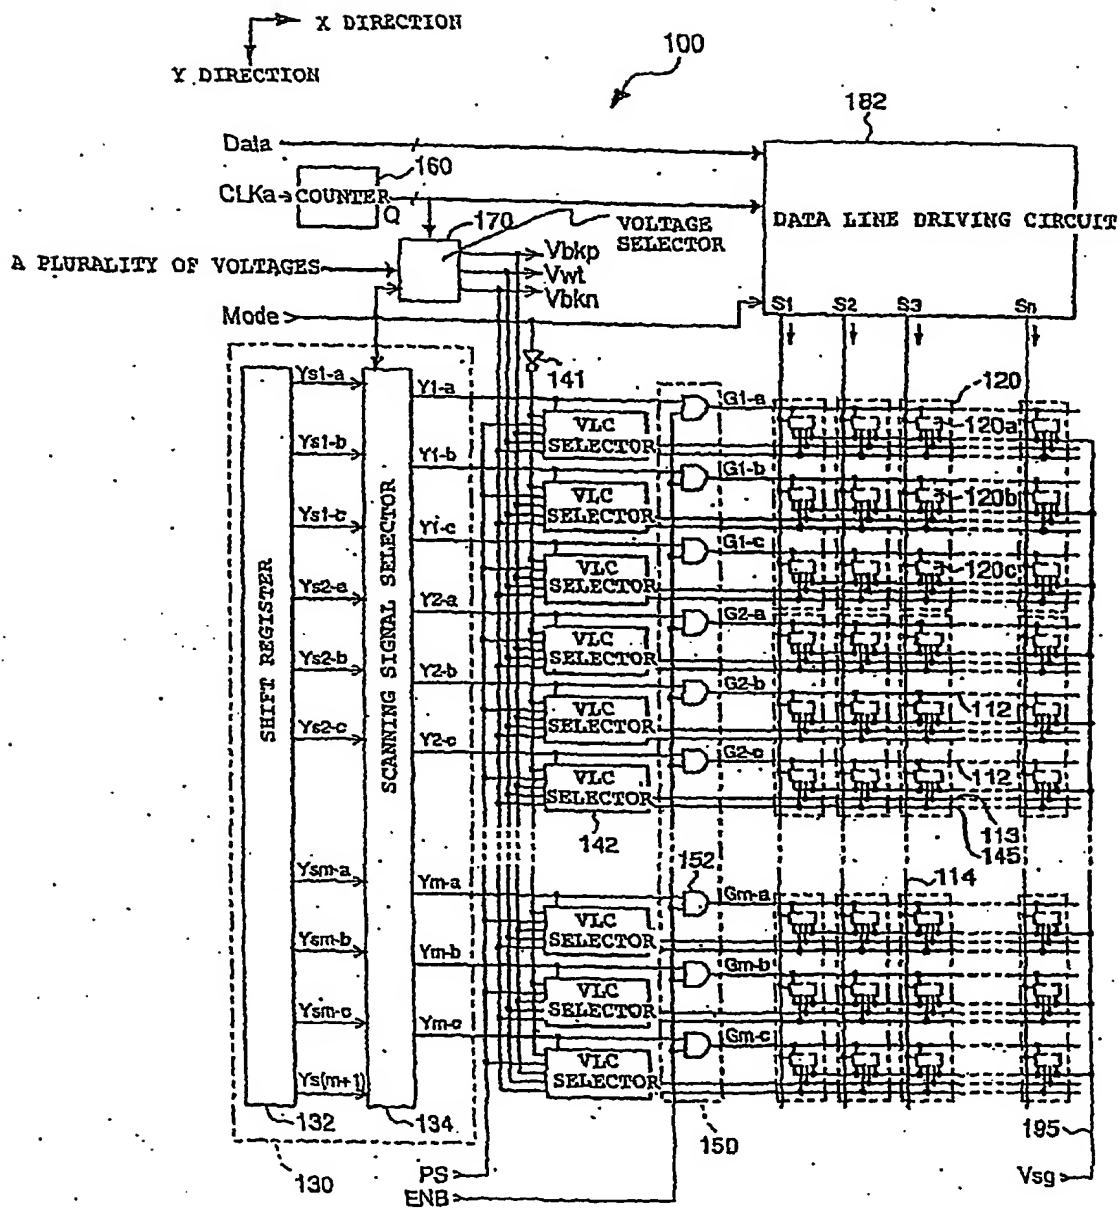 X DIRECTION
Y DIRECTION
100
182
Data
160
CLKa
COUNTER
Q
170
VOLTAGE
SELECTOR
DATA LINE DRIVING CIRCUIT
A PLURALITY OF VOLTAGES
Vbkp
Vwt
Vbkn
Mode
S1 S2 S3 Sn
141
SHIFT REGISTER
SCANNING SIGNAL SELECTOR
Ys1-a Y1-a G1-a 120
VLC
SELECTOR
120a
Ys1-b Y1-b G1-b
VLC
SELECTOR
120b
Ys1-c Y1-c G1-c
VLC
SELECTOR
120c
Ys2-a Y2-a G2-a
VLC
SELECTOR
Ys2-b Y2-b G2-b
VLC
SELECTOR
112
Ys2-c Y2-c G2-c
VLC
SELECTOR
112
142
113
145
152
114
Ysm-a Ym-a Gm-a
VLC
SELECTOR
Ysm-b Ym-b Gm-b
VLC
SELECTOR
Ysm-c Ym-c Gm-c
VLC
SELECTOR
Ys(m+1)
132
134
150
195
130
PS
ENB
Vsg